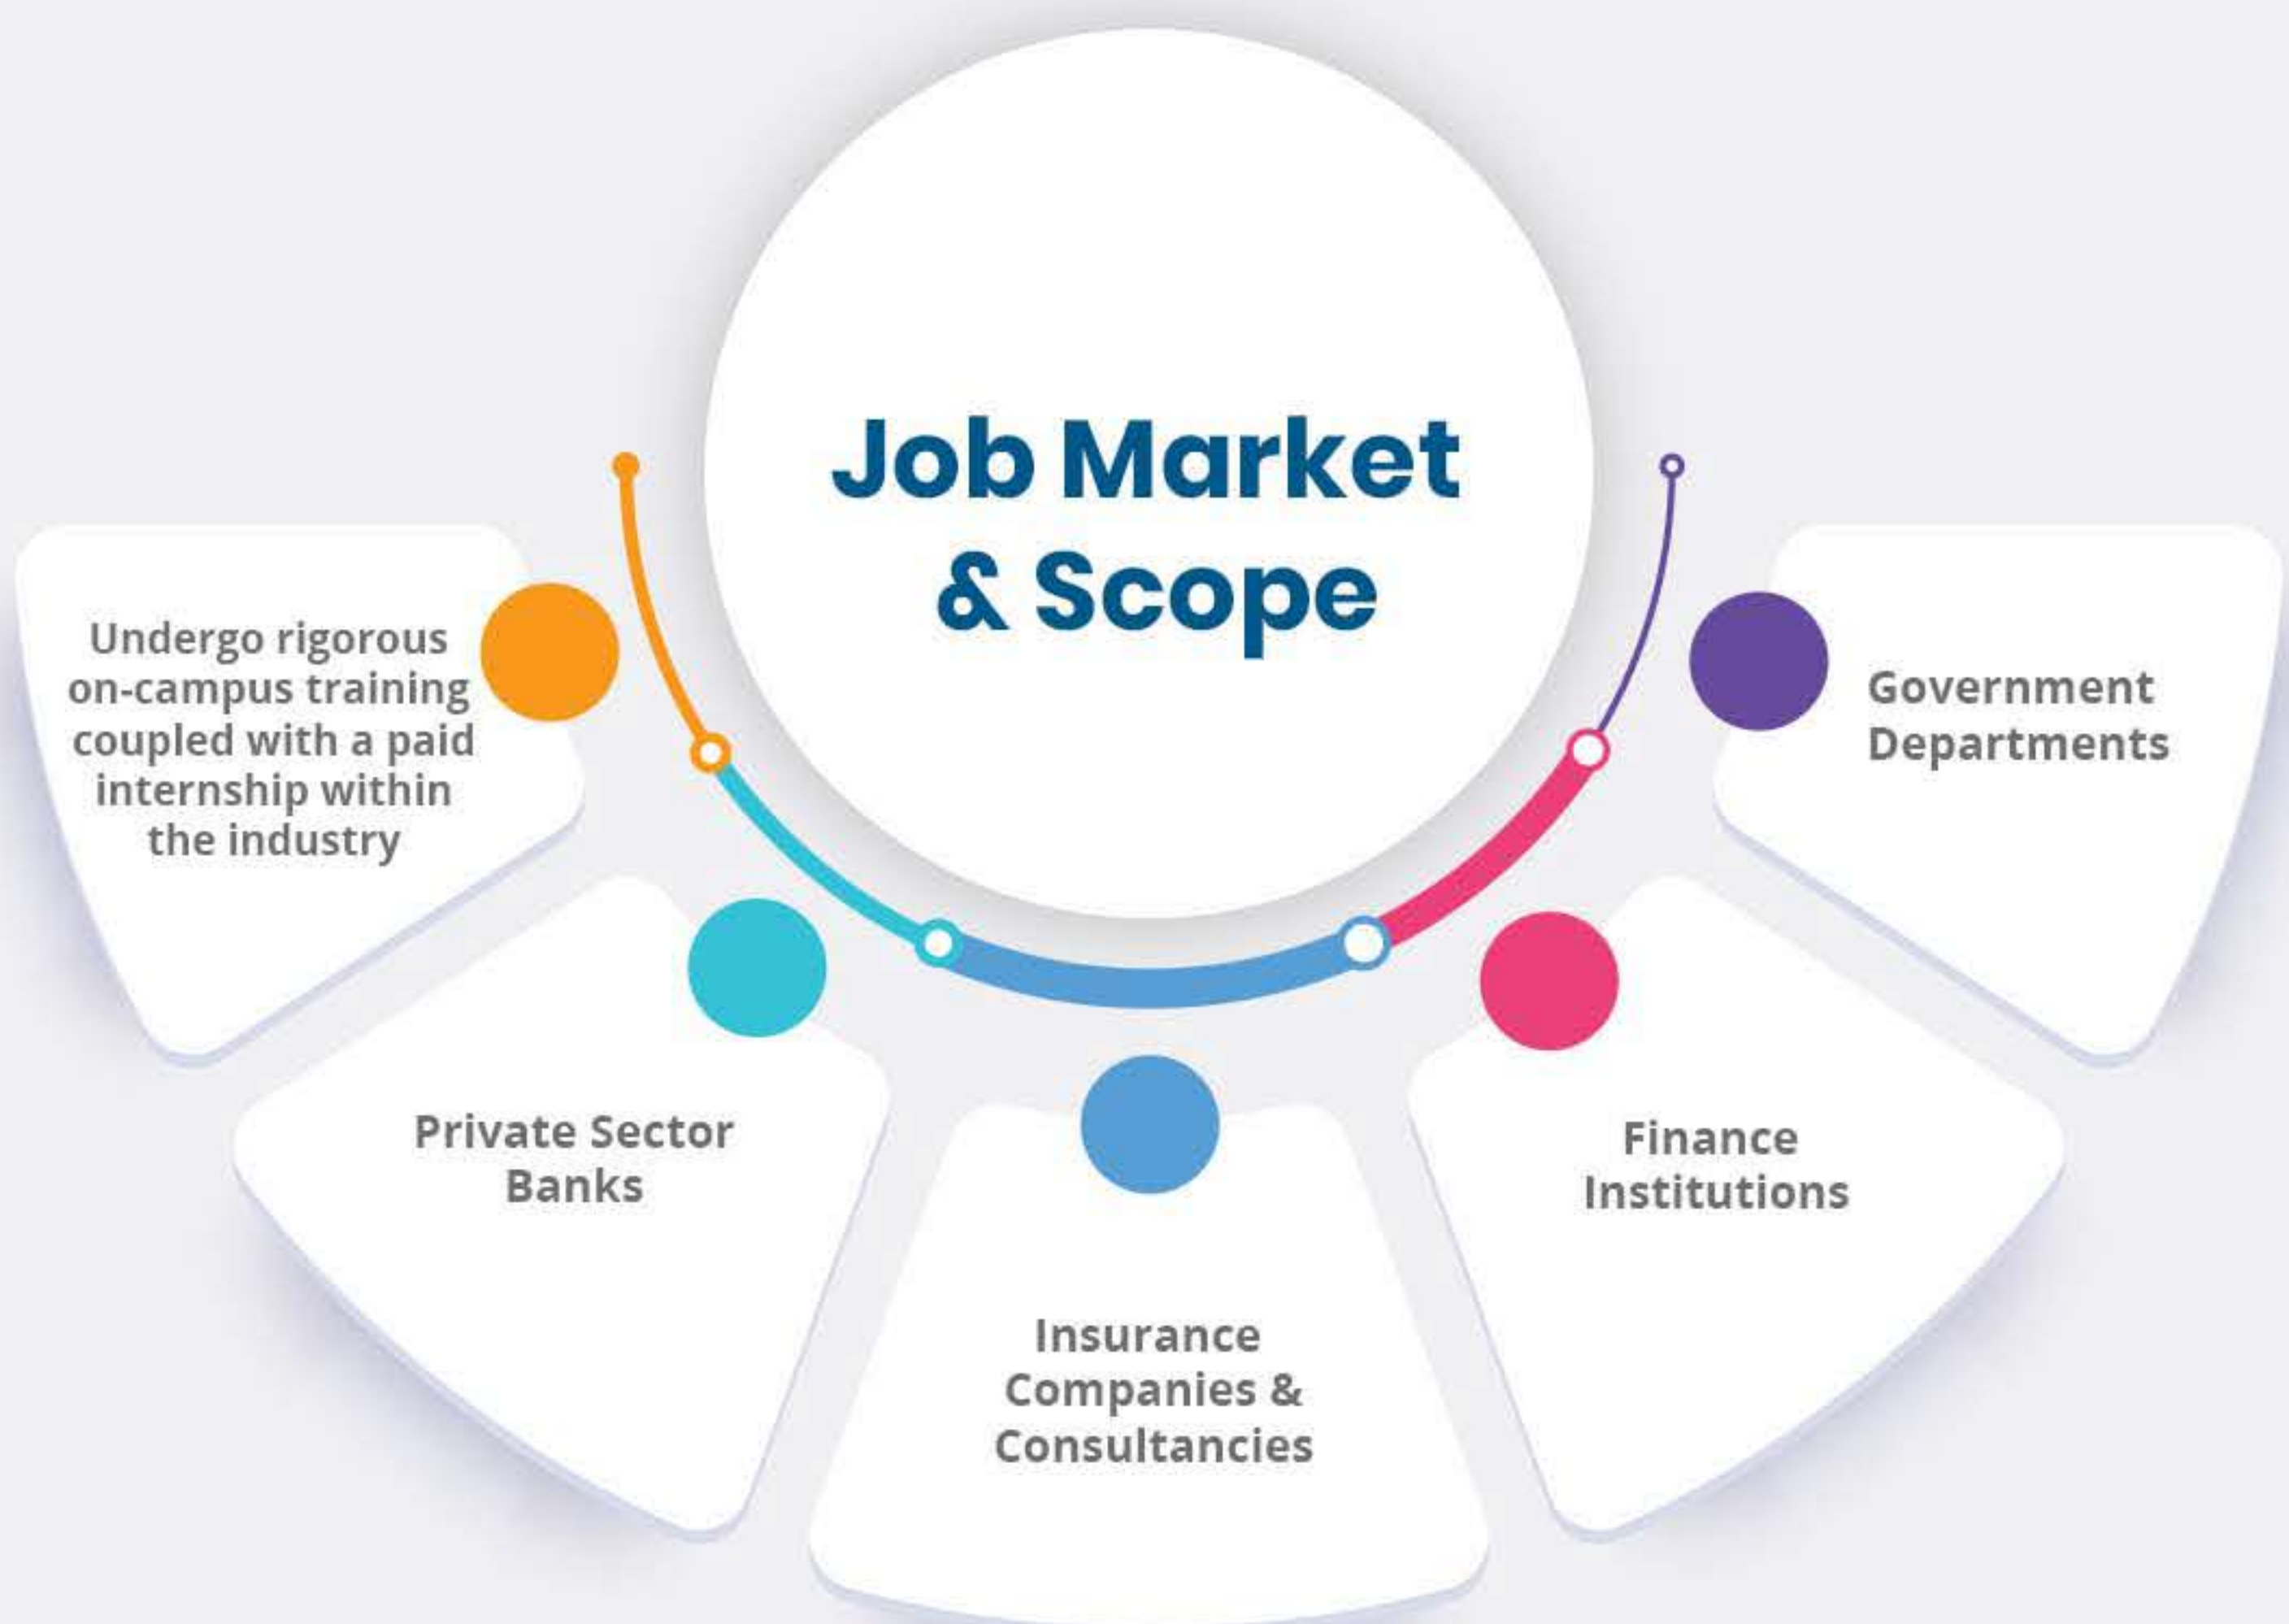 Job Market
& Scope
Undergo rigorous
on-campus training
coupled with a paid
internship within
the industry
Private Sector
Banks
Insurance
Companies &
Consultancies
Finance
Institutions
Government
Departments